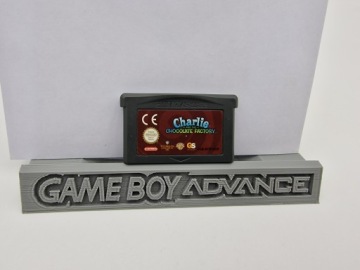 CE
Charlie
CHOCOLATE FACTORY
GAME BOY ADVANCE